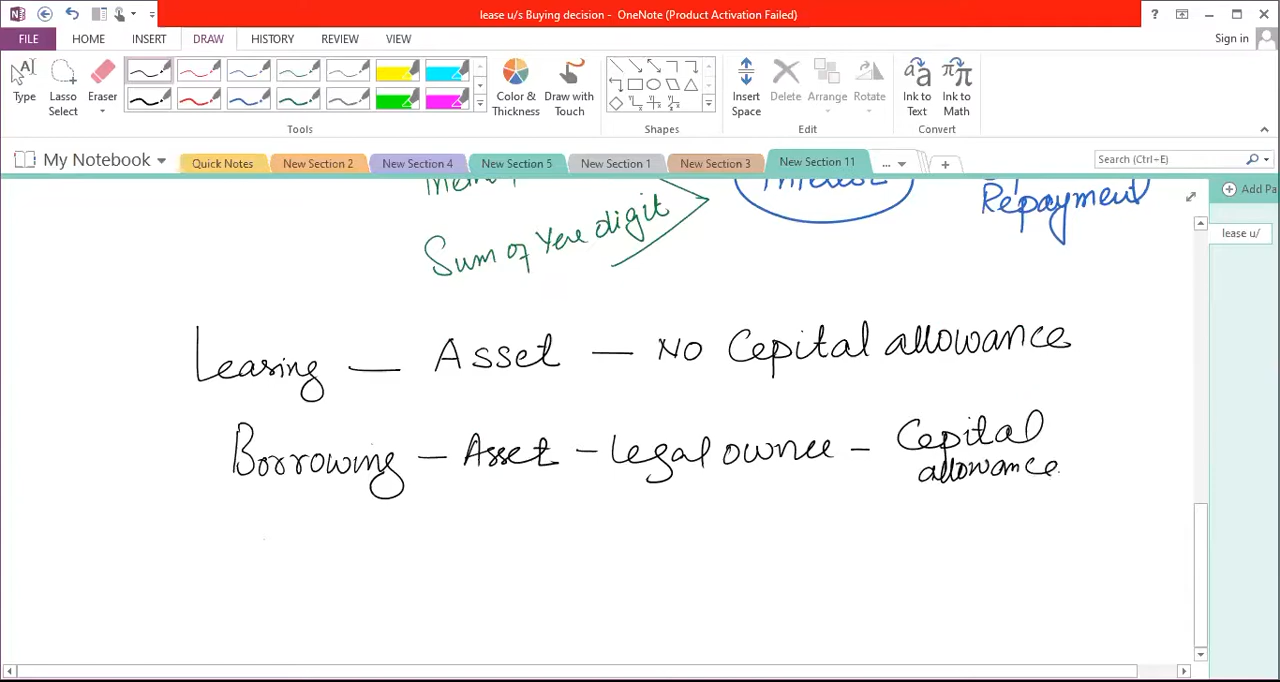 lease u/s Buying decision - OneNote (Product Activation Failed)
FILE HOME INSERT DRAW HISTORY REVIEW VIEW Sign in
Type Lasso Select Eraser Color & Thickness Draw with Touch Insert Space Delete Arrange Rotate Ink to Text Ink to Math
Tools Shapes Edit Convert
My Notebook Quick Notes New Section 2 New Section 4 New Section 5 New Section 1 New Section 3 New Section 11 ... Search (Ctrl+E)
Add Pa
lease u/
Repayment
Sum of Year digit
Leasing — Asset — No Capital allowance
Borrowing — Asset — Legal owner — Capital
allowance